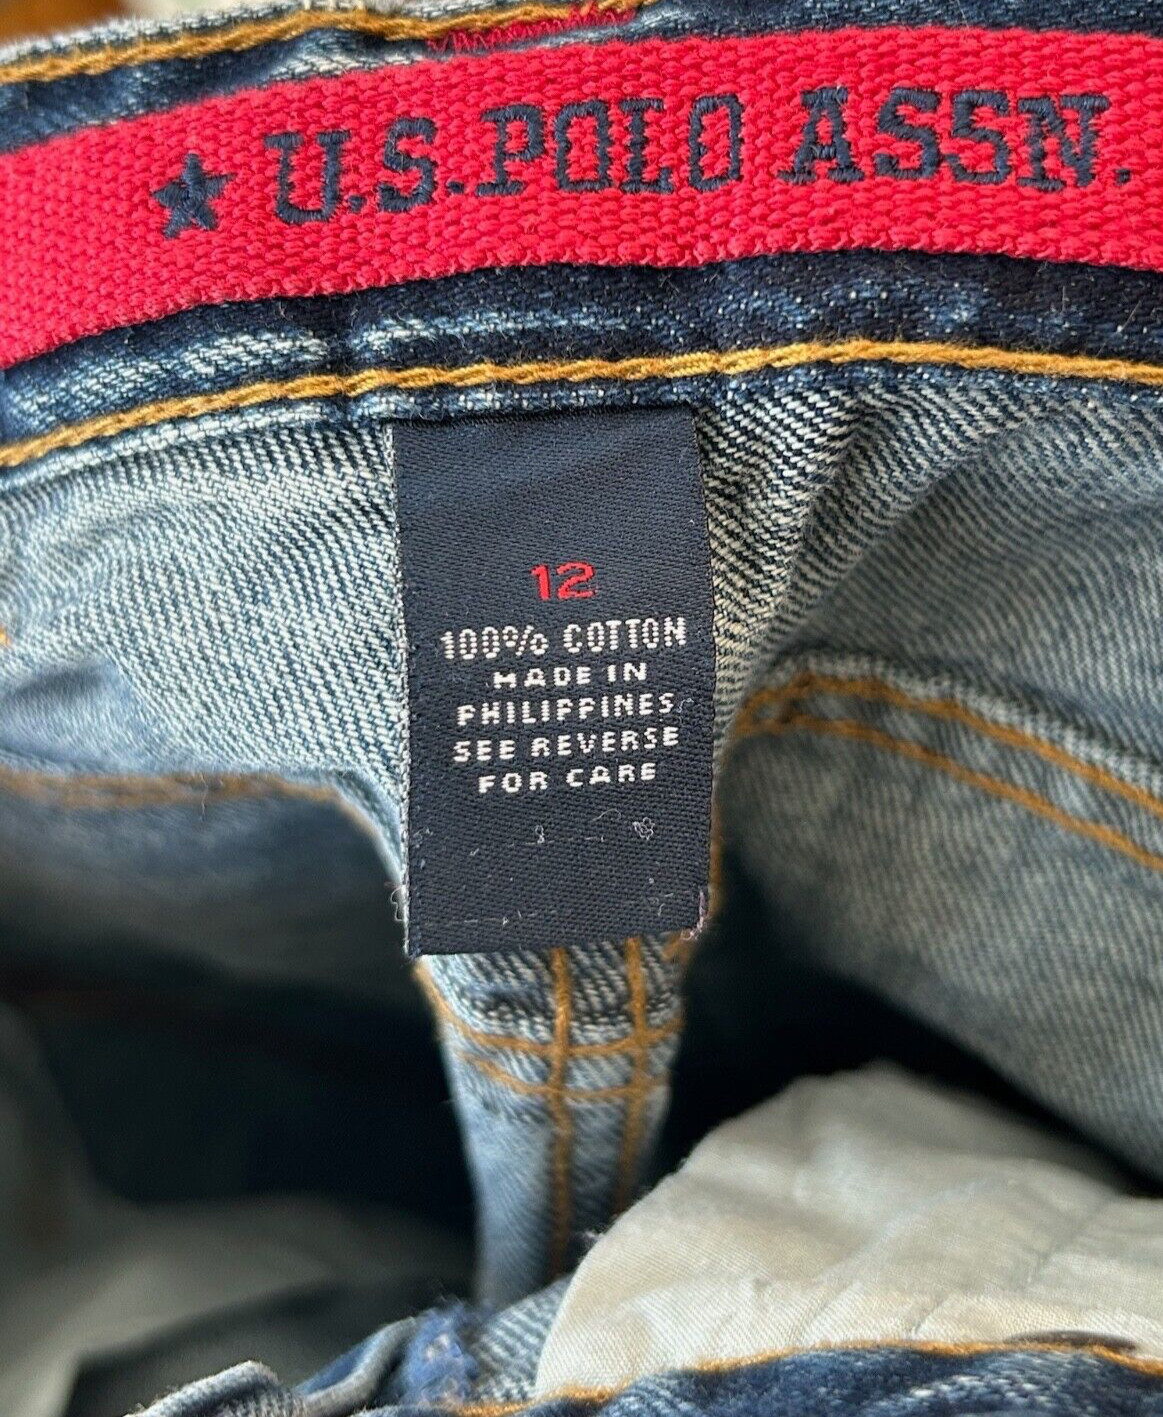 U.S. POLO ASSN.
12
100% COTTON
MADE IN
PHILIPPINES
SEE REVERSE
FOR CARE